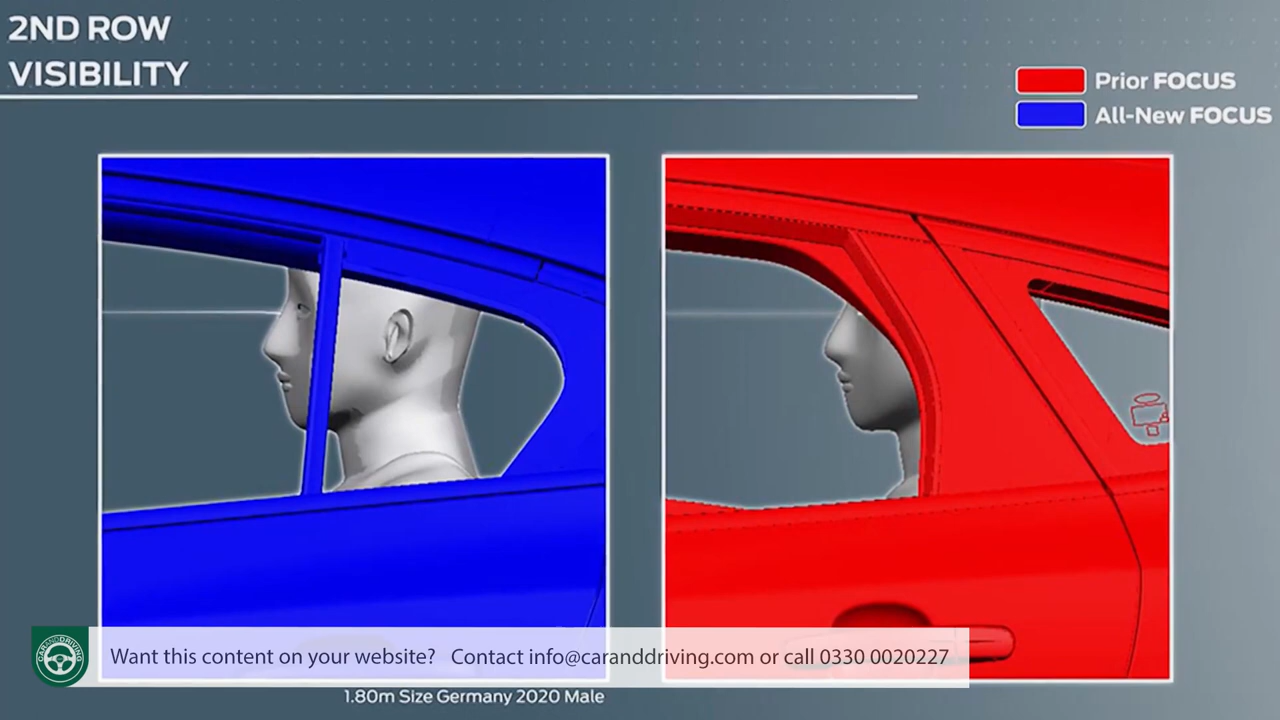 2ND ROW
VISIBILITY
Prior FOCUS
All-New FOCUS
CARANDDRIVING
Want this content on your website? Contact info@caranddriving.com or call 0330 0020227
1.80m Size Germany 2020 Male